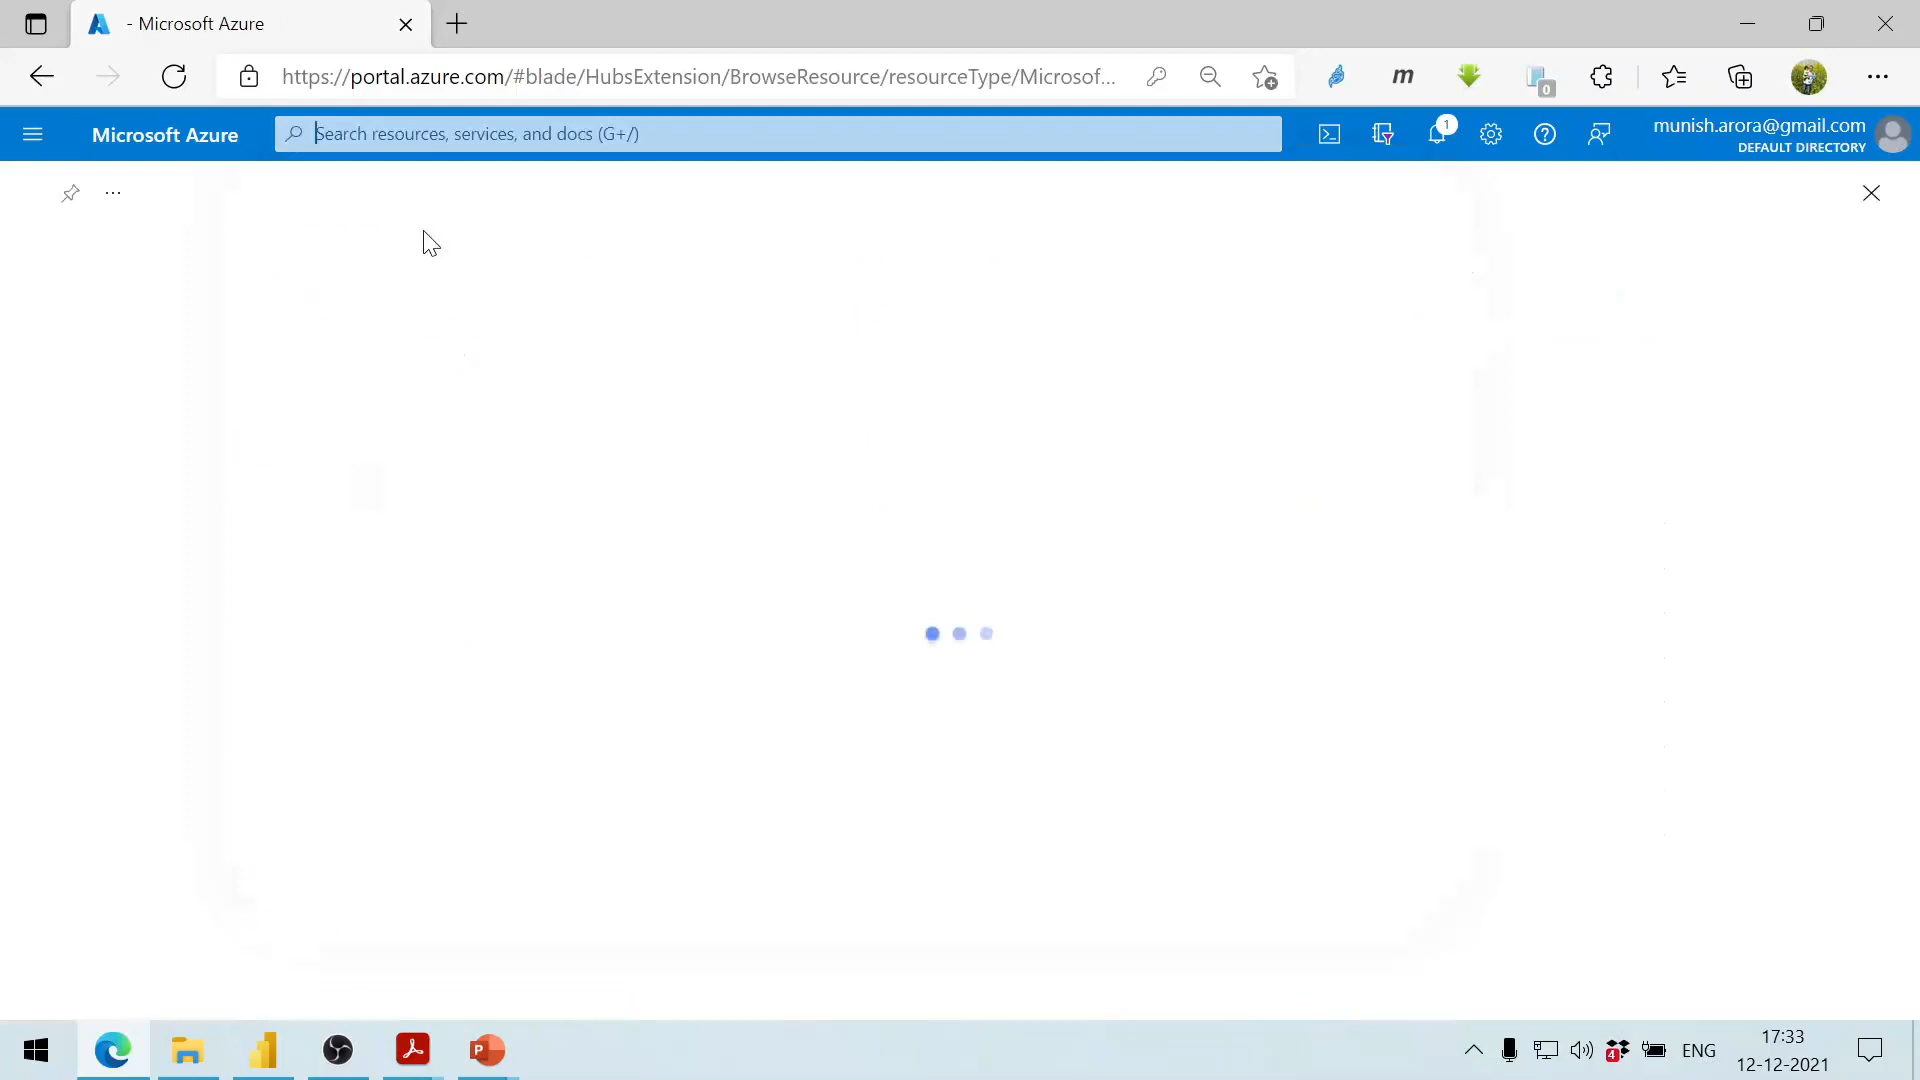 - Microsoft Azure
https://portal.azure.com/#blade/HubsExtension/BrowseResource/resourceType/Microsof...
m
0
Microsoft Azure
Search resources, services, and docs (G+/)
1
munish.arora@gmail.com
DEFAULT DIRECTORY
P
4
ENG
17:33
12-12-2021